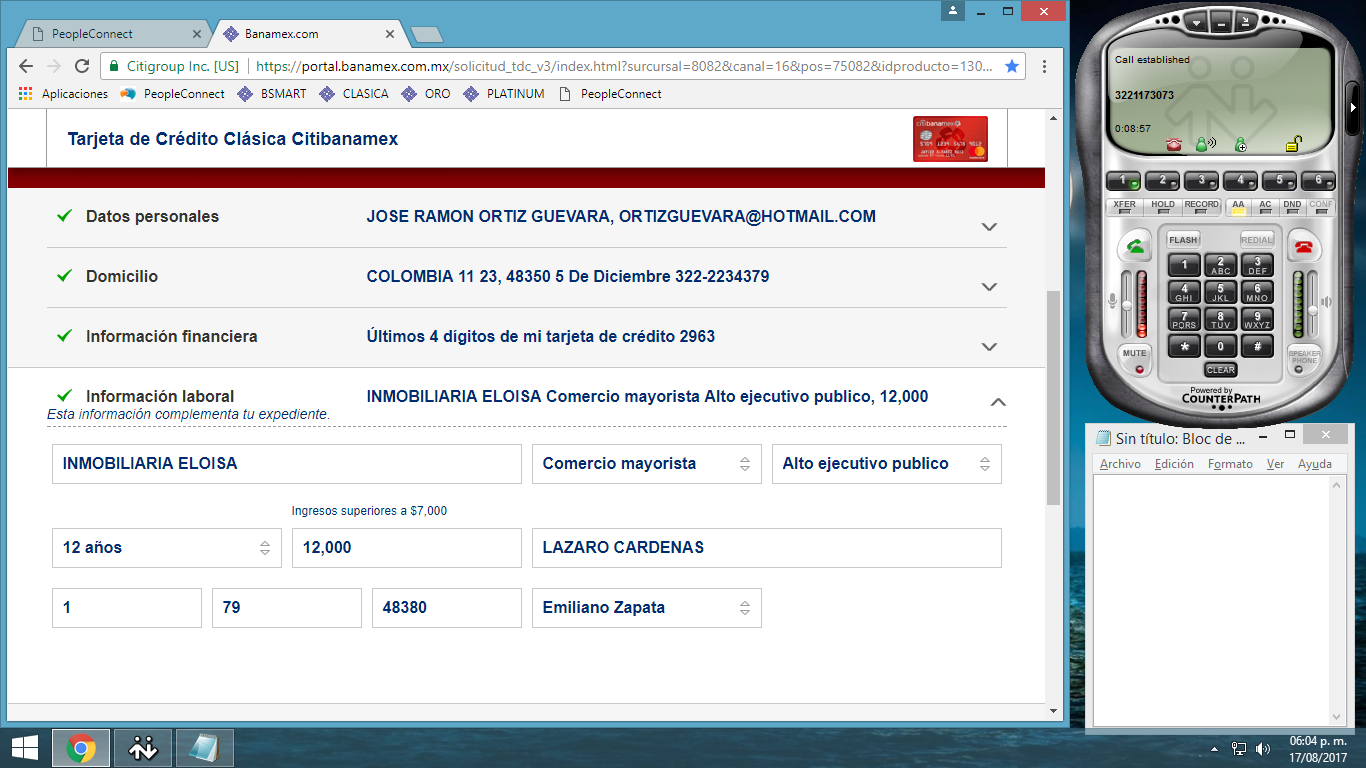 PeopleConnect
Banamex.com
Citigroup Inc. [US] https://portal.banamex.com.mx/solicitud_tdc_v3/index.html?sursursal=8082&canal=16&pos=75082&idproducto=130...
Aplicaciones PeopleConnect BSMART CLASICA ORO PLATINUM PeopleConnect
Tarjeta de Crédito Clásica Citibanamex
Datos personales JOSE RAMON ORTIZ GUEVARA, ORTIZGUEVARA@HOTMAIL.COM
Domicilio COLOMBIA 11 23, 48350 5 De Diciembre 322-2234379
Información financiera Últimos 4 dígitos de mi tarjeta de crédito 2963
Información laboral INMOBILIARIA ELOISA Comercio mayorista Alto ejecutivo publico, 12,000
Esta información complementa tu expediente.
INMOBILIARIA ELOISA Comercio mayorista Alto ejecutivo publico
Ingresos superiores a $7,000
12 años 12,000 LAZARO CARDENAS
1 79 48380 Emiliano Zapata
Call established
3221173073
0:08:57
1 2 3 4 5 6
XFER HOLD RECORD AA AC DND CONF
FLASH REDIAL
1 2 ABC 3 DEF
4 GHI 5 JKL 6 MNO
7 PQRS 8 TUV 9 WXYZ
* 0 #
MUTE CLEAR SPEAKER PHONE
Powered by
COUNTERPATH
Sin título: Bloc de ...
Archivo Edición Formato Ver Ayuda
06:04 p. m.
17/08/2017